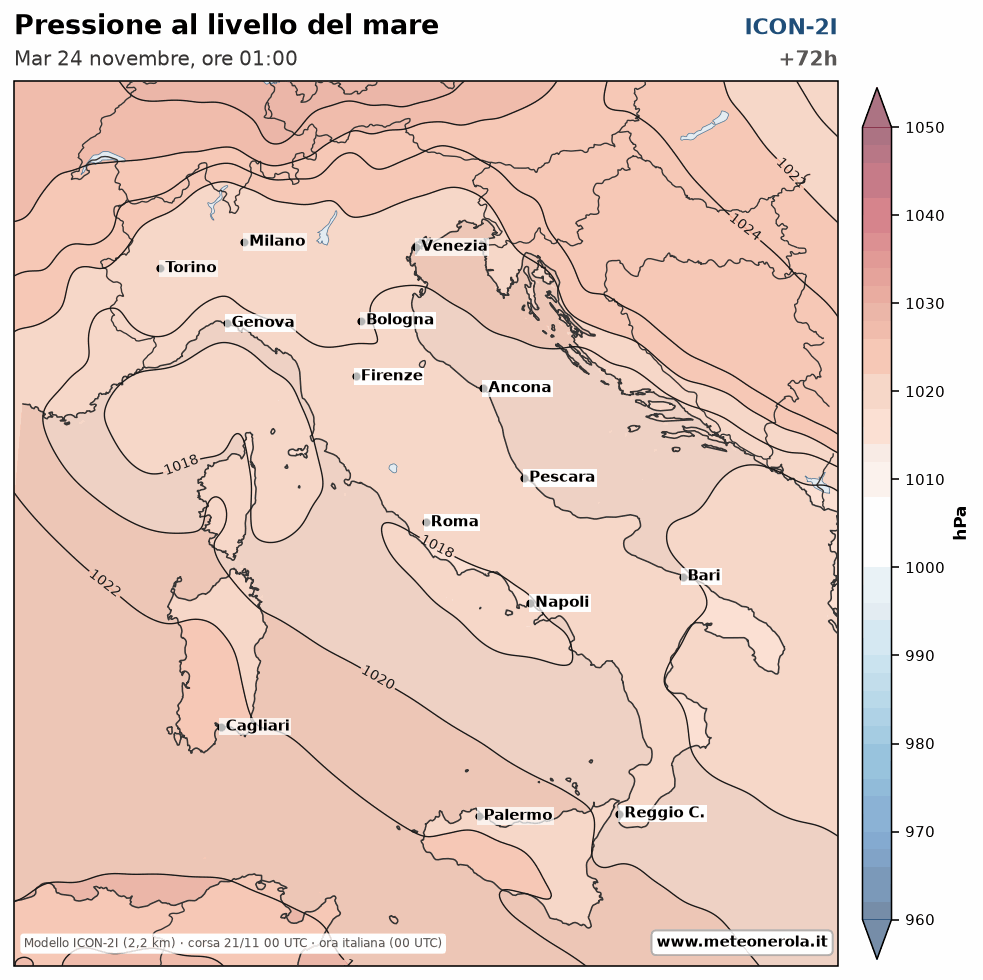 Pressione al livello del mare
ICON-2I
Mar 24 novembre, ore 01:00
+72h
1024
Milano
Venezia
Torino
Genova
Bologna
Firenze
Ancona
1018
Pescara
Roma
1018
Bari
1022
Napoli
1020
Cagliari
Palermo
Reggio C.
Modello ICON-2I (2,2 km) · corsa 21/11 00 UTC · ora italiana (00 UTC)
www.meteonerola.it
1050
1040
1030
1020
1010
1000
990
980
970
960
hPa